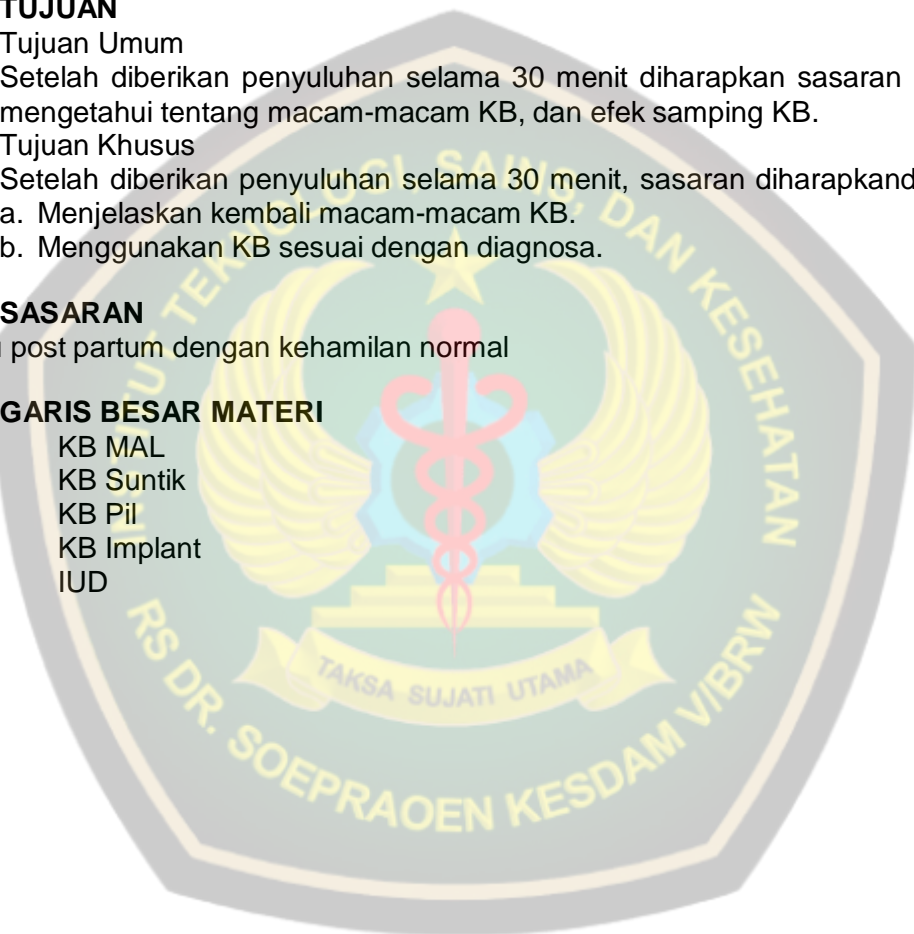 TUJUAN
Tujuan Umum
Setelah diberikan penyuluhan selama 30 menit diharapkan sasaran
mengetahui tentang macam-macam KB, dan efek samping KB.
Tujuan Khusus
Setelah diberikan penyuluhan selama 30 menit, sasaran diharapkand
a. Menjelaskan kembali macam-macam KB.
b. Menggunakan KB sesuai dengan diagnosa.
SASARAN
post partum dengan kehamilan normal
GARIS BESAR MATERI
KB MAL
KB Suntik
KB Pil
KB Implant
IUD
INSTITUT TEKNOLOGI, SAINS, DAN KESEHATAN
TAKSA SUJATI UTAMA
RS DR. SOEPRAOEN KESDAM V/BRW